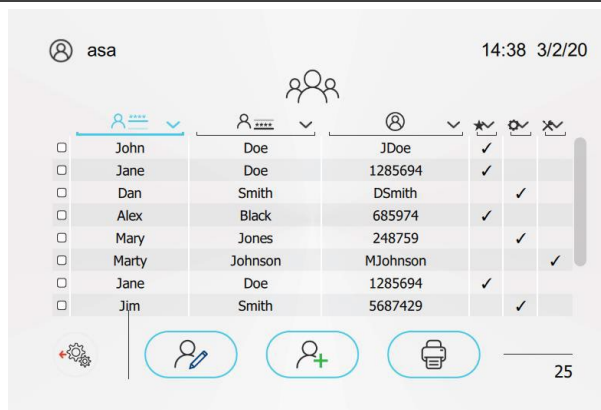 asa 14:38 3/2/20
John Doe JDoe ✓
Jane Doe 1285694 ✓
Dan Smith DSmith ✓
Alex Black 685974 ✓
Mary Jones 248759 ✓
Marty Johnson MJohnson ✓
Jane Doe 1285694 ✓
Jim Smith 5687429 ✓
25